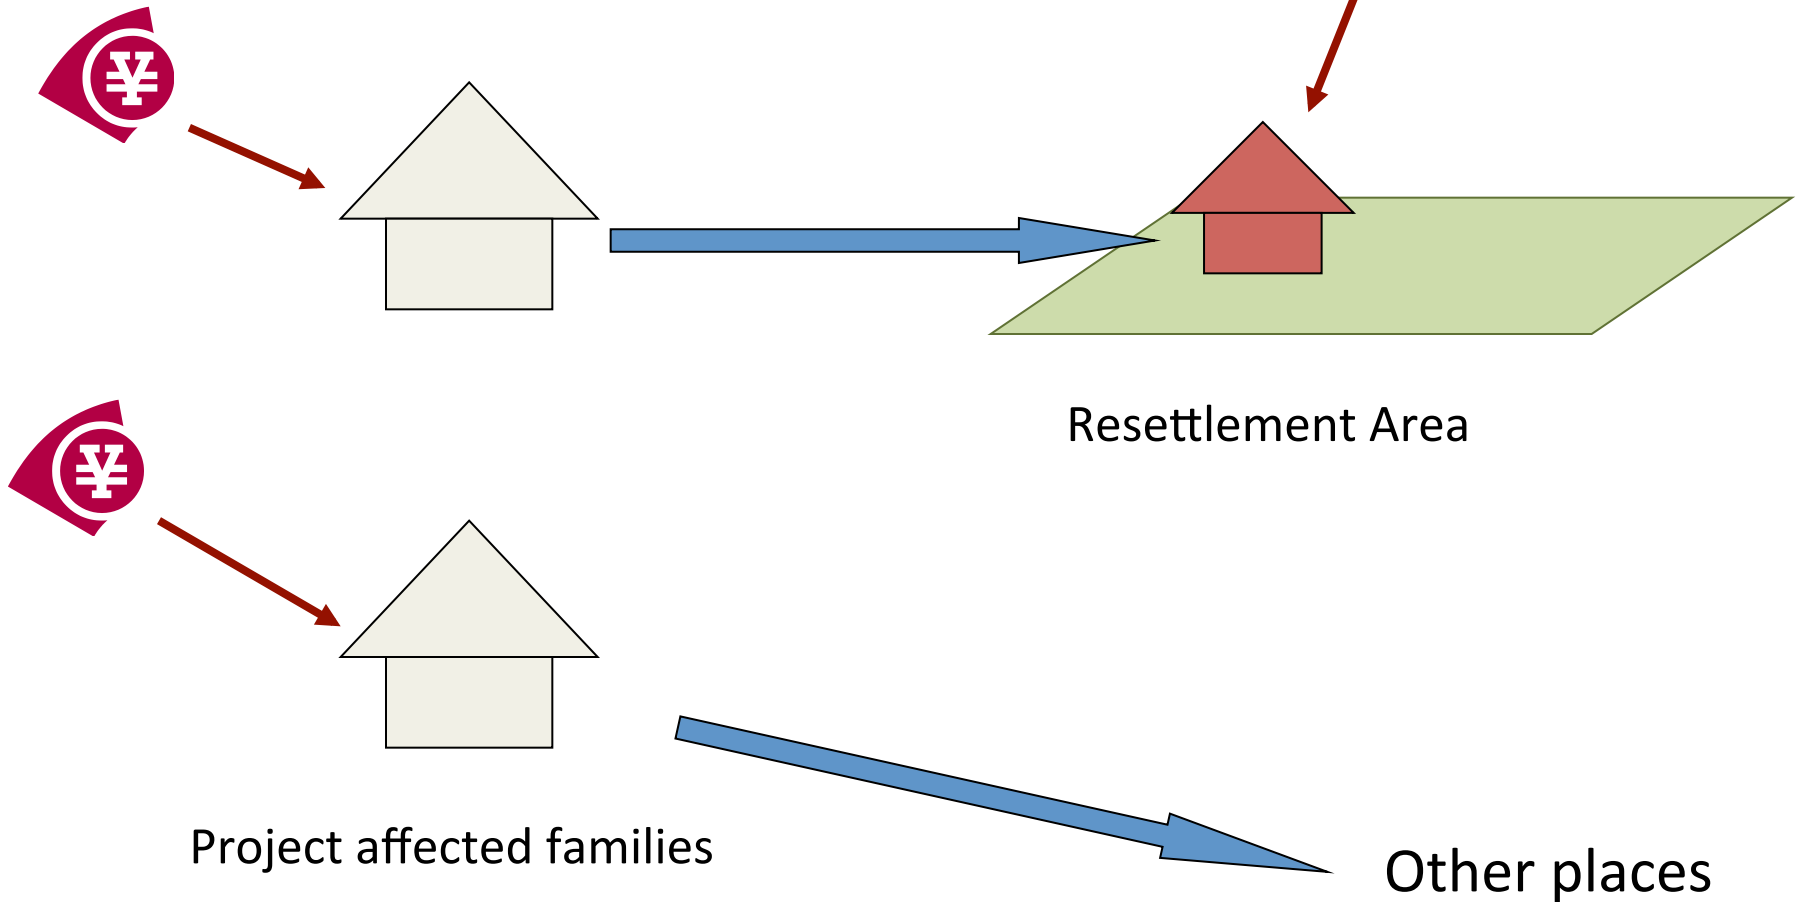 ¥
Resettlement Area
¥
Project affected families
Other places